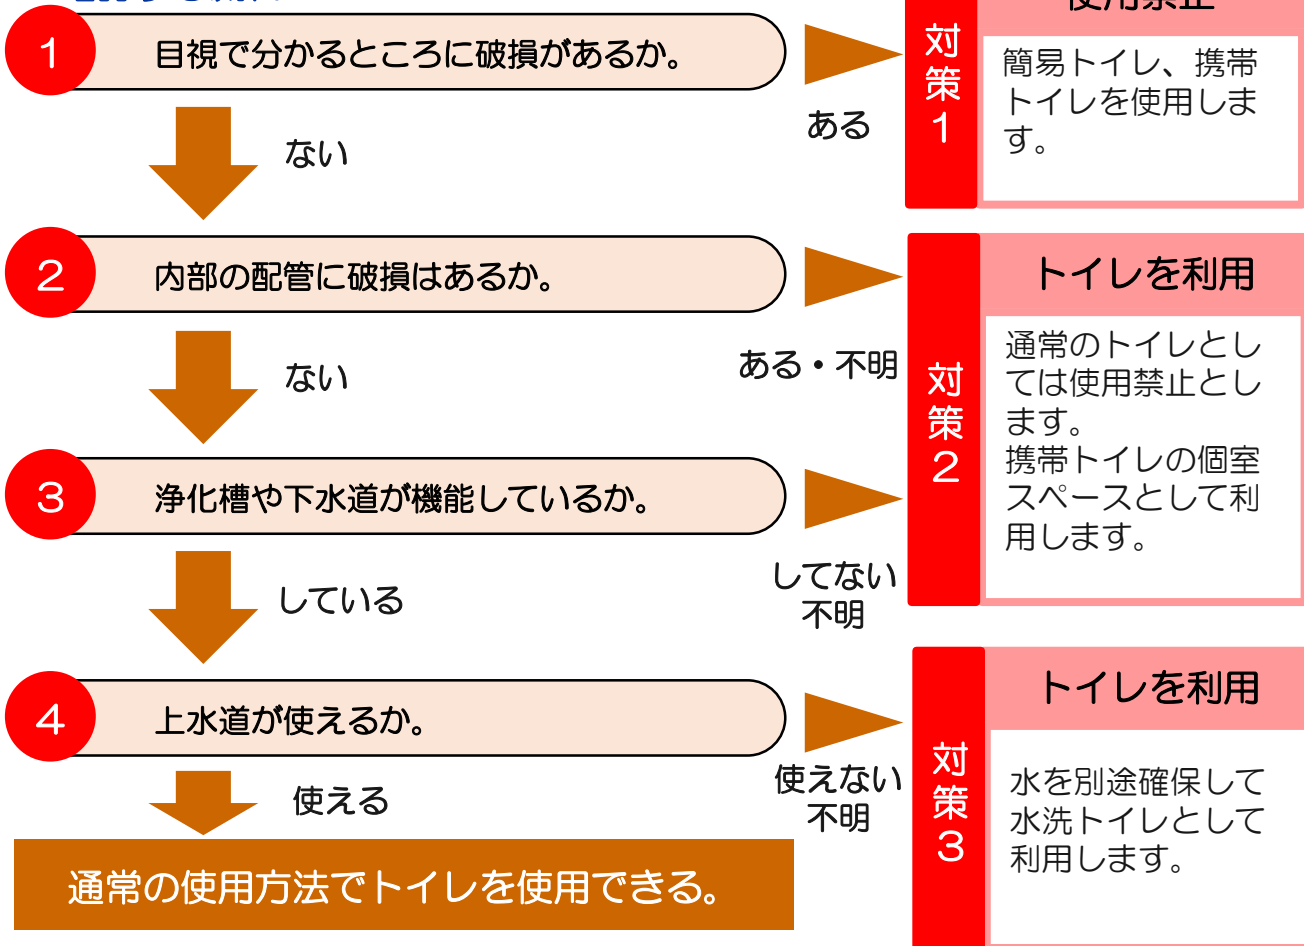 使用禁止
1 目視で分かるところに破損があるか。
ある
ない
対策1
簡易トイレ、携帯
トイレを使用しま
す。
2 内部の配管に破損はあるか。
ある・不明
ない
対策2
トイレを利用
通常のトイレとし
ては使用禁止とし
ます。
携帯トイレの個室
スペースとして利
用します。
3 浄化槽や下水道が機能しているか。
してない
不明
している
4 上水道が使えるか。
使えない
不明
使える
対策3
トイレを利用
水を別途確保して
水洗トイレとして
利用します。
通常の使用方法でトイレを使用できる。